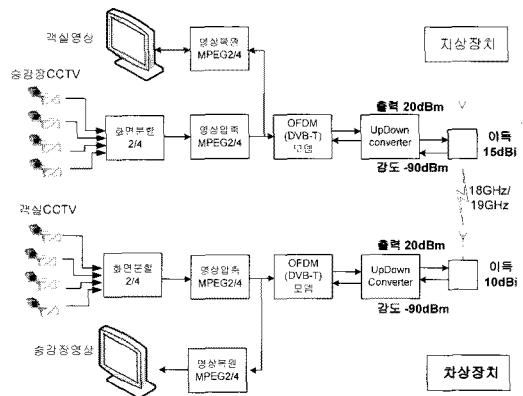 객실영상
영상복원
MPEG2/4
지상장치
승강장CCTV
화면분할
2/4
영상압축
MPEG2/4
OFDM
(DVB-T)
모뎀
출력 20dBm
UpDown
converter
감도 -90dBm
이득
15dBi
18GHz/
19GHz
객실CCTV
화면분할
2/4
영상압축
MPEG2/4
OFDM
(DVB-T)
모뎀
출력 20dBm
UpDown
Converter
감도 -90dBm
이득
10dBi
승강장영상
영상복원
MPEG2/4
차상장치